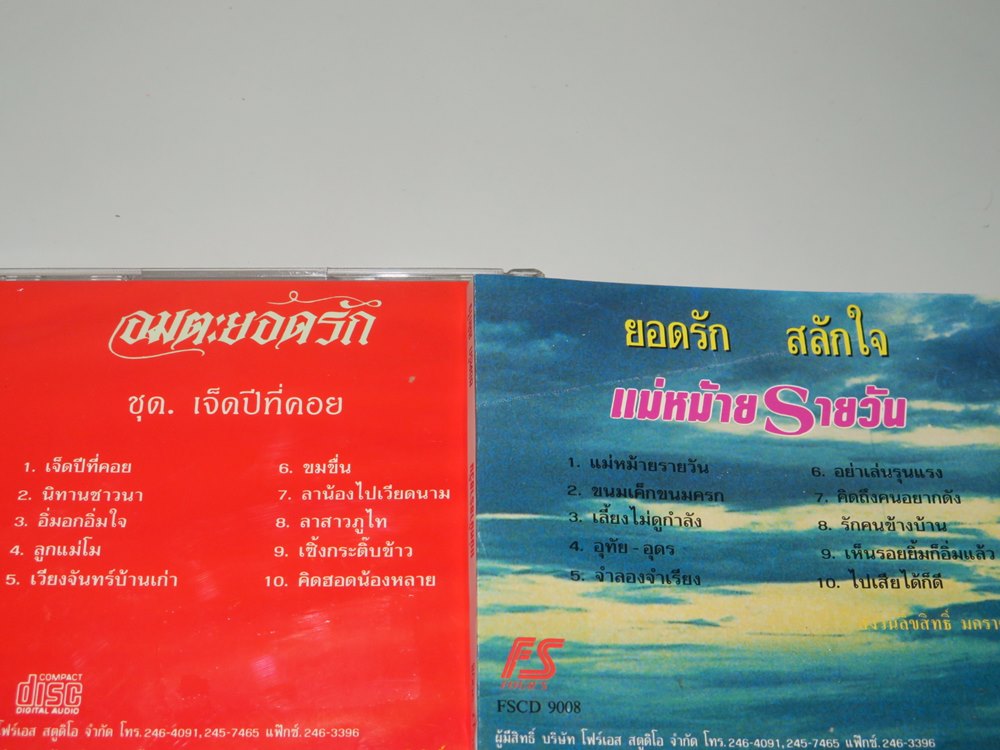 อมตะยอดรัก
ชุด. เจ็ดปีที่คอย
1. เจ็ดปีที่คอย
2. นิทานชาวนา
3. อิ่มอกอิ่มใจ
4. ลูกแม่โม
5. เวียงจันทร์บ้านเก่า
6. ขมขื่น
7. ลาน้องไปเวียดนาม
8. ลาสาวภูไท
9. เซิ้งกระติ๊บข้าว
10. คิดฮอดน้องหลาย
COMPACT
disc
DIGITAL AUDIO
โฟร์เอส สตูดิโอ จำกัด โทร.246-4091,245-7465 แฟ๊กซ์.246-3396
ยอดรัก สลักใจ
แม่หม้ายรายวัน
1. แม่หม้ายรายวัน
2. ขนมเค็กขนมครก
3. เลี้ยงไม่ดูกำลัง
4. อุทัย - อุดร
5. จำลองจำเรียง
6. อย่าเล่นรุนแรง
7. คิดถึงคนอยากดัง
8. รักคนข้างบ้าน
9. เห็นรอยยิ้มก็อิ่มแล้ว
10. ไปเสียได้ก็ดี
สงวนลิขสิทธิ์
FS
FSCD 9008
ผู้มีสิทธิ์ บริษัท โฟร์เอส สตูดิโอ จำกัด โทร.246-4091,245-7465 แฟ๊กซ์.246-3396